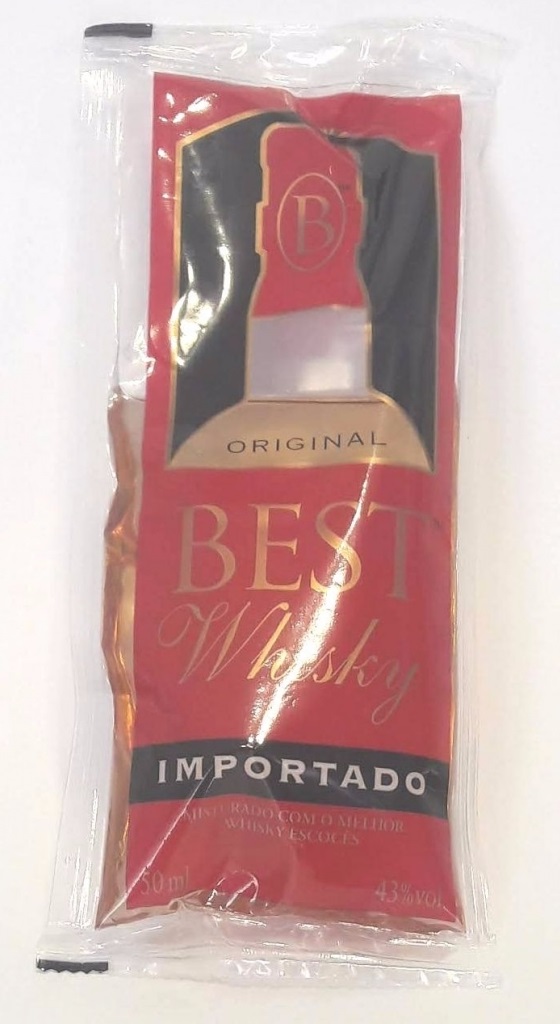 B
ORIGINAL
BEST
Whisky
IMPORTADO
MISTURADO COM O MELHOR
WHISKY ESCOCÊS
50 ml 43% vol